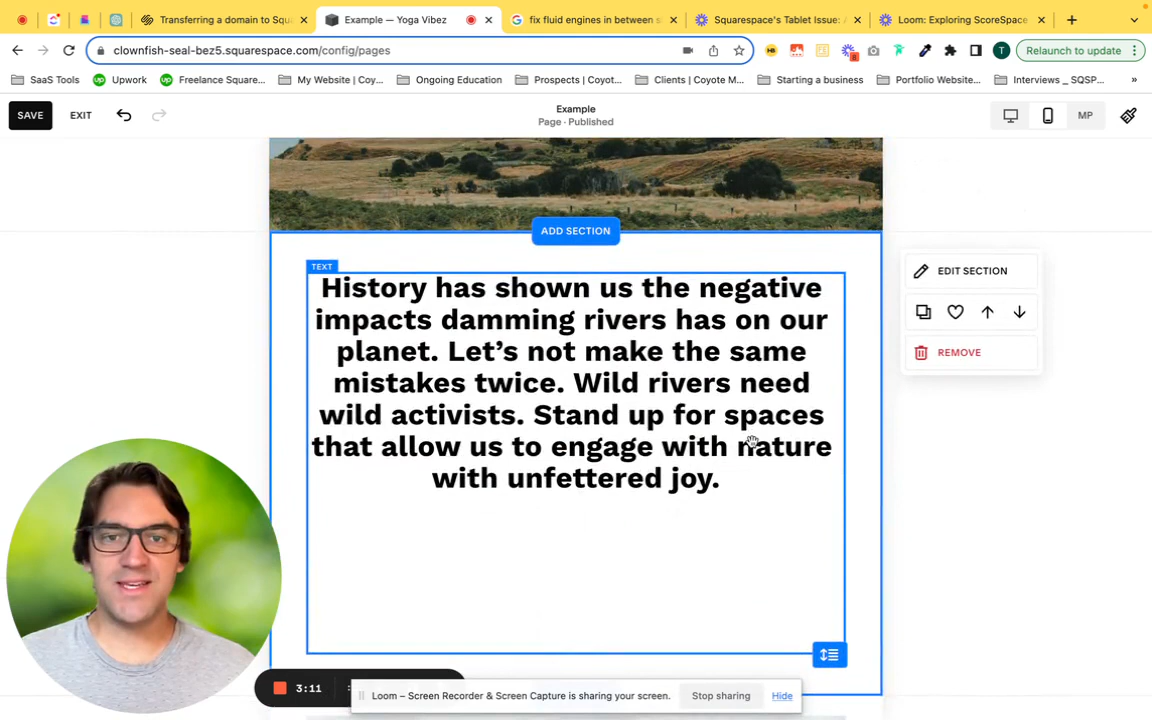 Transferring a domain to Squ
Example — Yoga Vibez
fix fluid engines in between s
Squarespace's Tablet Issue: A
Loom: Exploring ScoreSpace
clownfish-seal-bez5.squarespace.com/config/pages
8
T
Relaunch to update
SaaS Tools
Upwork
Freelance Square...
My Website | Coy...
Ongoing Education
Prospects | Coyot...
Clients | Coyote M...
Starting a business
Portfolio Website...
Interviews _ SQSP...
»
SAVE
EXIT
Example
Page · Published
MP
ADD SECTION
TEXT
EDIT SECTION
REMOVE
History has shown us the negative
impacts damming rivers has on our
planet. Let’s not make the same
mistakes twice. Wild rivers need
wild activists. Stand up for spaces
that allow us to engage with nature
with unfettered joy.
3:11
Loom – Screen Recorder & Screen Capture is sharing your screen.
Stop sharing
Hide